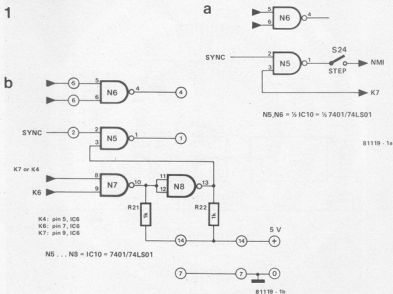 1
a
5
6
N6
4
SYNC
2
3
N5
1
S24
STEP
NMI
K7
N5,N6 = ½ IC10 = ½ 7401/74LS01
81119 - 1a
b
6
5
6
6
N6
4
4
SYNC
2
2
3
N5
1
1
K7 or K4
8
K6
9
N7
10
11
12
N8
13
R21
1k
R22
1k
K4: pin 5, IC6
K6: pin 7, IC6
K7: pin 9, IC6
14
14
5 V
+
N5 . . . N8 = IC10 = 7401/74LS01
7
7
0
81119 - 1b